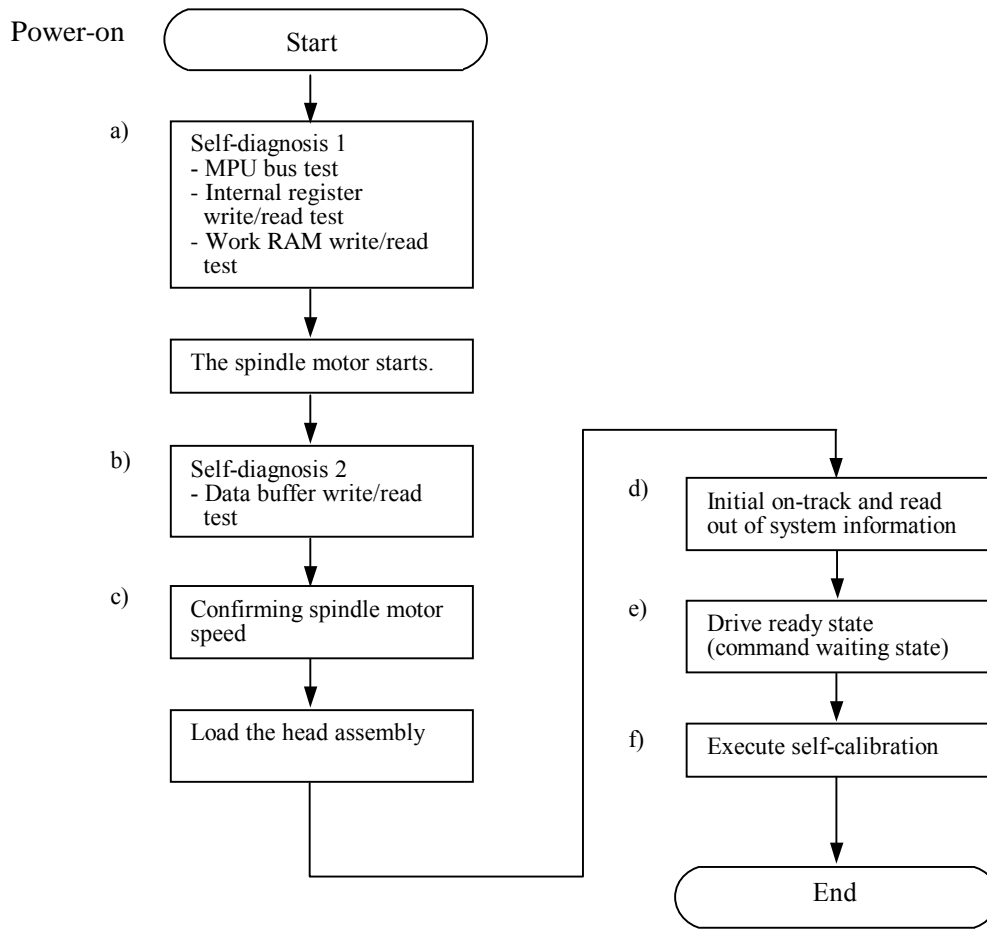 Power-on
Start
a)
Self-diagnosis 1
- MPU bus test
- Internal register
write/read test
- Work RAM write/read
test
The spindle motor starts.
b)
Self-diagnosis 2
- Data buffer write/read
test
c)
Confirming spindle motor
speed
Load the head assembly
d)
Initial on-track and read
out of system information
e)
Drive ready state
(command waiting state)
f)
Execute self-calibration
End